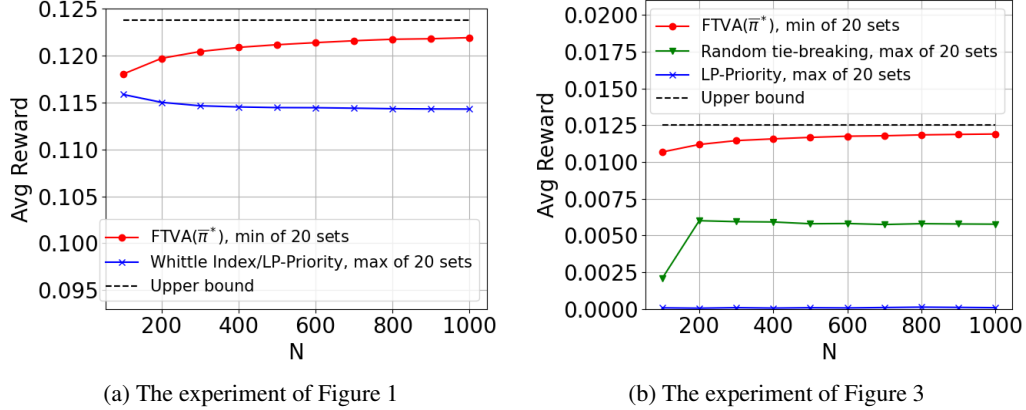 0.125
0.120
0.115
0.110
0.105
0.100
0.095
Avg Reward
FTVA(π̅*), min of 20 sets
Whittle Index/LP-Priority, max of 20 sets
Upper bound
200 400 600 800 1000
N
(a) The experiment of Figure 1
0.0200
0.0175
0.0150
0.0125
0.0100
0.0075
0.0050
0.0025
0.0000
Avg Reward
FTVA(π̅*), min of 20 sets
Random tie-breaking, max of 20 sets
LP-Priority, max of 20 sets
Upper bound
200 400 600 800 1000
N
(b) The experiment of Figure 3